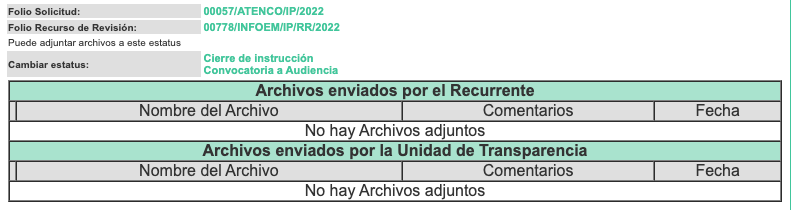 Folio Solicitud: 00057/ATENCO/IP/2022
Folio Recurso de Revisión: 00778/INFOEM/IP/RR/2022
Puede adjuntar archivos a este estatus
Cambiar estatus: Cierre de instrucción
Convocatoria a Audiencia
Archivos enviados por el Recurrente
Nombre del Archivo Comentarios Fecha
No hay Archivos adjuntos
Archivos enviados por la Unidad de Transparencia
Nombre del Archivo Comentarios Fecha
No hay Archivos adjuntos